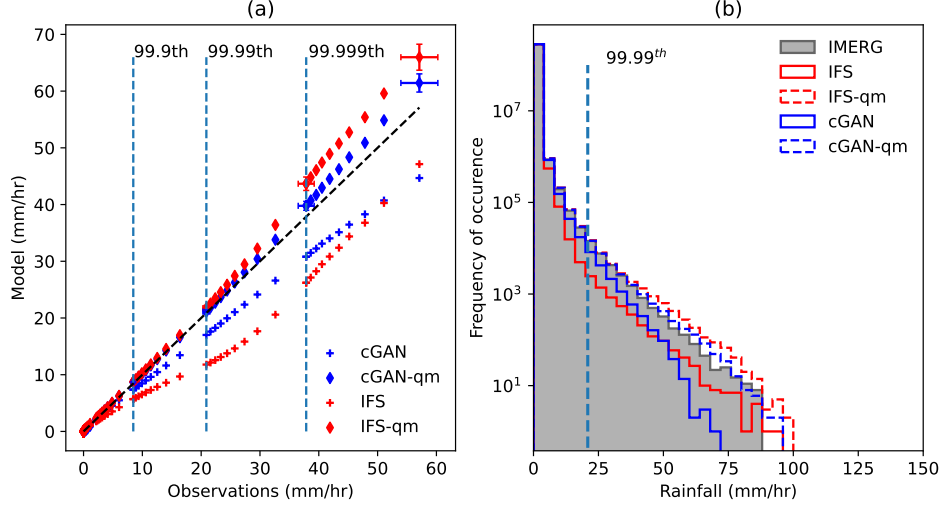 (a)
99.9th
99.99th
99.999th
70
60
50
40
30
20
10
0
Model (mm/hr)
cGAN
cGAN-qm
IFS
IFS-qm
0
10
20
30
40
50
60
Observations (mm/hr)
(b)
99.99th
IMERG
IFS
IFS-qm
cGAN
cGAN-qm
10^7
10^5
10^3
10^1
Frequency of occurence
0
25
50
75
100
125
150
Rainfall (mm/hr)